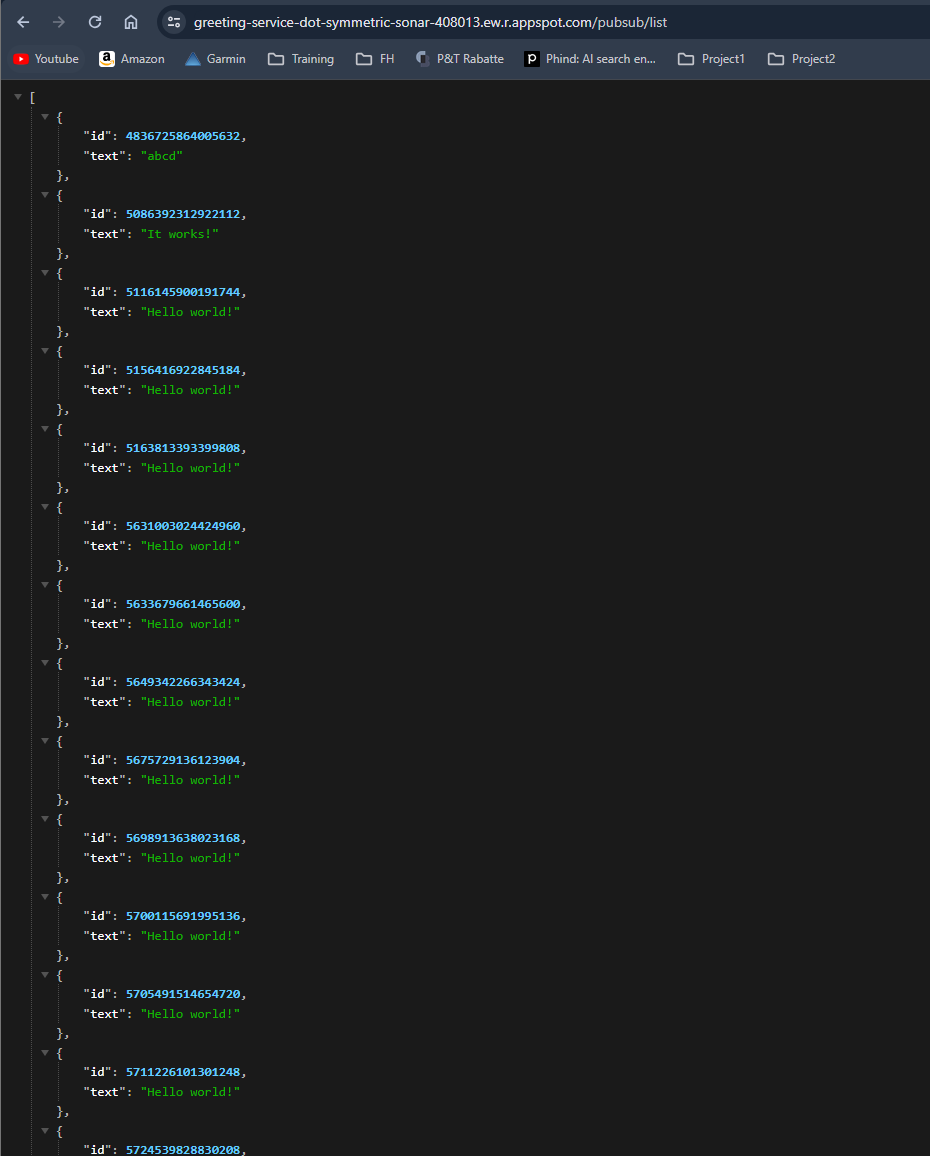 greeting-service-dot-symmetric-sonar-408013.ew.r.appspot.com/pubsub/list
Youtube Amazon Garmin Training FH P&T Rabatte Phind: AI search en... Project1 Project2
[
{
"id": 4836725864005632,
"text": "abcd"
},
{
"id": 5086392312922112,
"text": "It works!"
},
{
"id": 5116145900191744,
"text": "Hello world!"
},
{
"id": 5156416922845184,
"text": "Hello world!"
},
{
"id": 5163813393399808,
"text": "Hello world!"
},
{
"id": 5631003024424960,
"text": "Hello world!"
},
{
"id": 5633679661465600,
"text": "Hello world!"
},
{
"id": 5649342266343424,
"text": "Hello world!"
},
{
"id": 5675729136123904,
"text": "Hello world!"
},
{
"id": 5698913638023168,
"text": "Hello world!"
},
{
"id": 5700115691995136,
"text": "Hello world!"
},
{
"id": 5705491514654720,
"text": "Hello world!"
},
{
"id": 5711226101301248,
"text": "Hello world!"
},
{
"id": 5724539828830208,